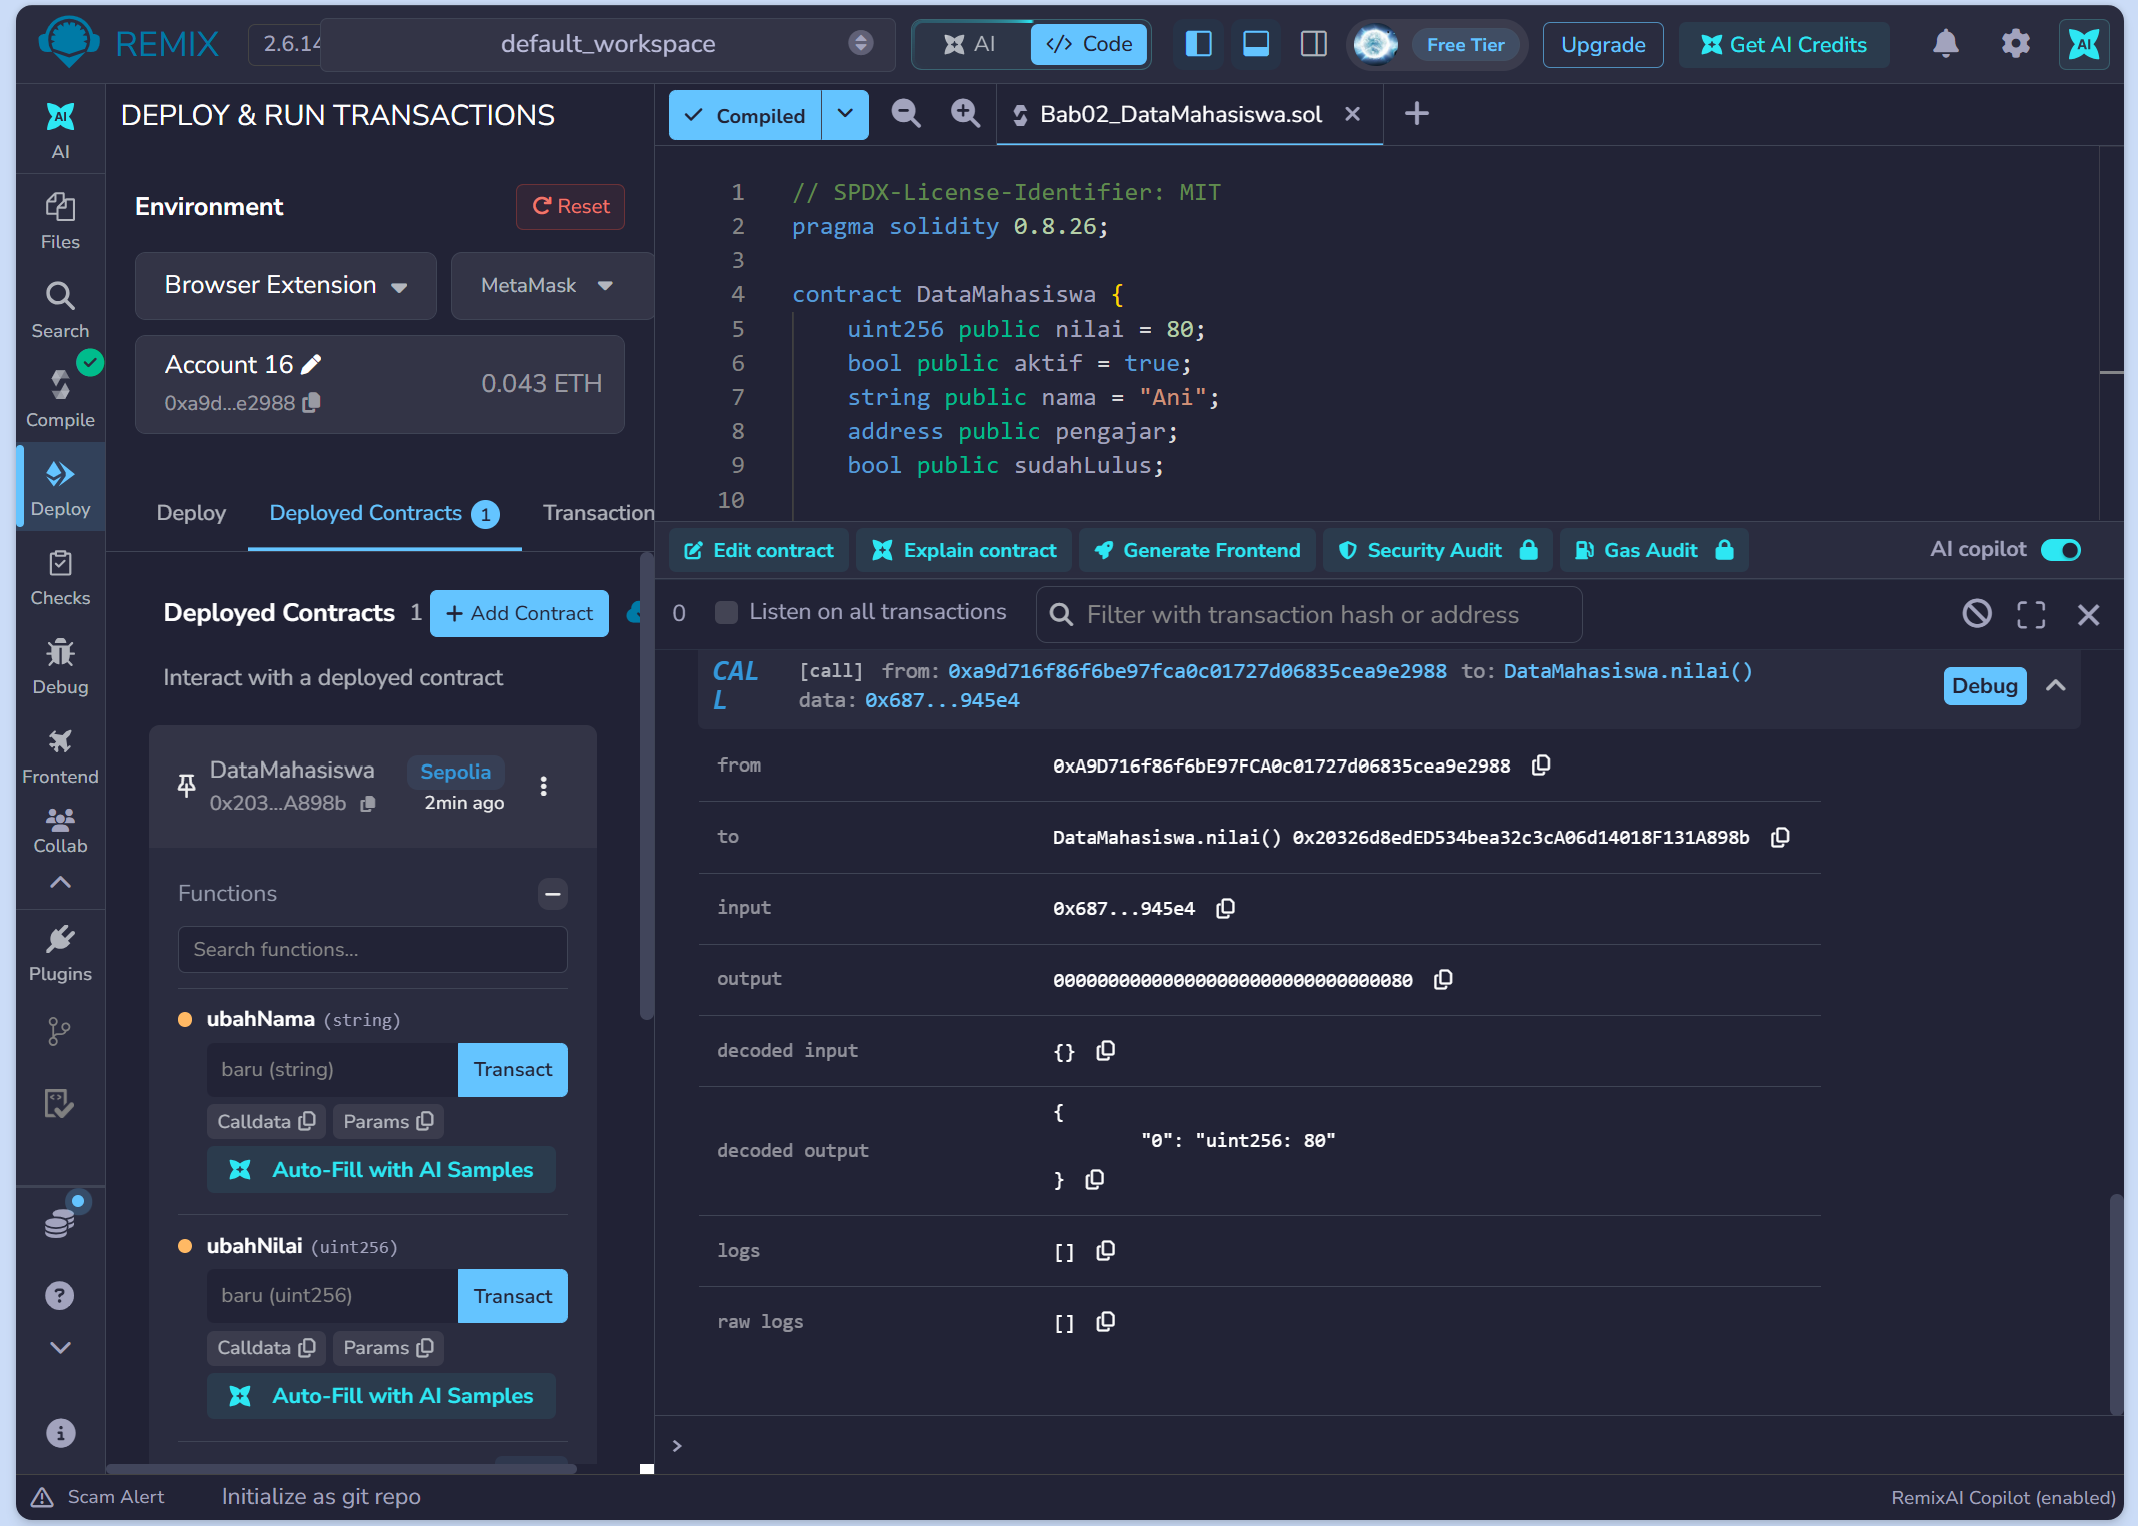 REMIX
2.6.14
default_workspace
AI
</> Code
Free Tier
Upgrade
Get AI Credits
AI
AI
AI
Files
Search
Compile
Deploy
Checks
Debug
Frontend
Collab
Plugins
DEPLOY & RUN TRANSACTIONS
Environment
Reset
Browser Extension
MetaMask
Account 16
0xa9d...e2988
0.043 ETH
Deploy
Deployed Contracts 1
Transaction
Deployed Contracts 1
+ Add Contract
Interact with a deployed contract
DataMahasiswa
Sepolia
0x203...A898b
2min ago
Functions
Search functions...
ubahNama (string)
baru (string)
Transact
Calldata
Params
Auto-Fill with AI Samples
ubahNilai (uint256)
baru (uint256)
Transact
Calldata
Params
Auto-Fill with AI Samples
Compiled
Bab02_DataMahasiswa.sol
1 // SPDX-License-Identifier: MIT
2 pragma solidity 0.8.26;
3
4 contract DataMahasiswa {
5 uint256 public nilai = 80;
6 bool public aktif = true;
7 string public nama = "Ani";
8 address public pengajar;
9 bool public sudahLulus;
10
Edit contract
Explain contract
Generate Frontend
Security Audit
Gas Audit
AI copilot
0
Listen on all transactions
Filter with transaction hash or address
CAL
L
[call] from: 0xa9d716f86f6be97fca0c01727d06835cea9e2988 to: DataMahasiswa.nilai()
data: 0x687...945e4
Debug
from 0xA9D716f86f6bE97FCA0c01727d06835cea9e2988
to DataMahasiswa.nilai() 0x20326d8edED534bea32c3cA06d14018F131A898b
input 0x687...945e4
output 00000000000000000000000000000080
decoded input {}
decoded output
{
"0": "uint256: 80"
}
logs []
raw logs []
>
Scam Alert
Initialize as git repo
RemixAI Copilot (enabled)